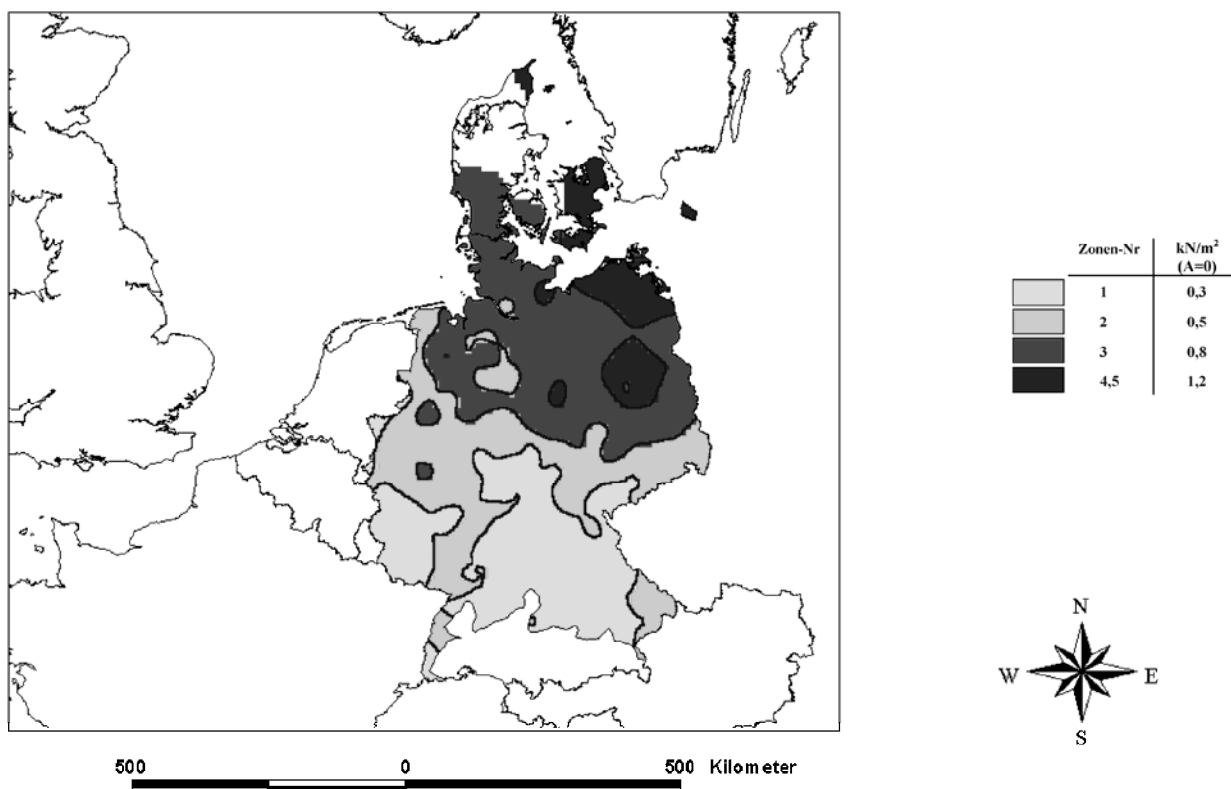 Zonen-Nr kN/m²
(A=0)
1 0,3
2 0,5
3 0,8
4,5 1,2
N
W E
S
500 0 500 Kilometer